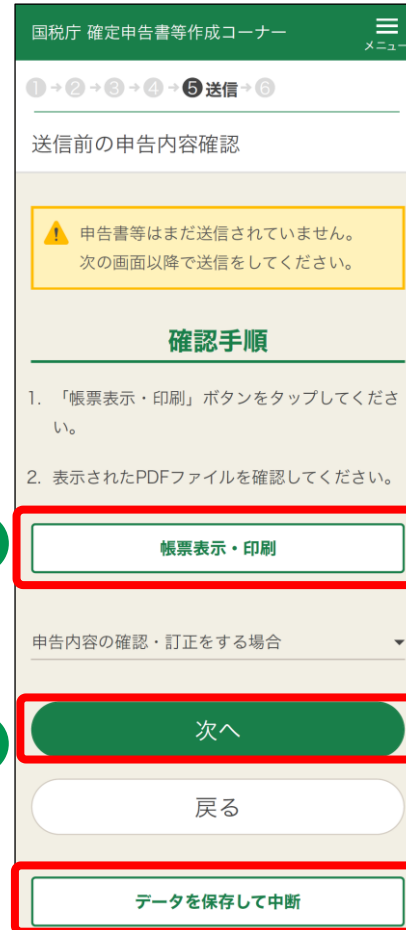 国税庁 確定申告書等作成コーナー
メニュー
1→2→3→4→5送信→6
送信前の申告内容確認
申告書等はまだ送信されていません。
次の画面以降で送信をしてください。
確認手順
1. 「帳票表示・印刷」ボタンをタップしてくださ
い。
2. 表示されたPDFファイルを確認してください。
帳票表示・印刷
申告内容の確認・訂正をする場合
次へ
戻る
データを保存して中断